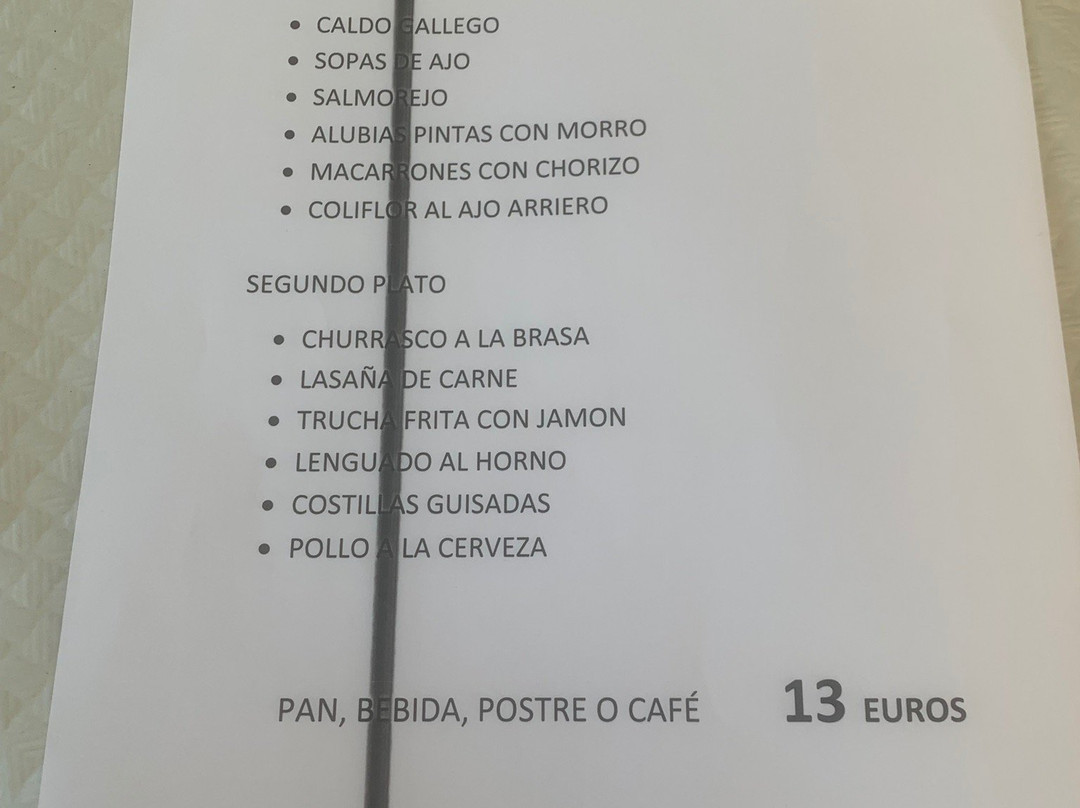 • CALDO GALLEGO
• SOPAS DE AJO
• SALMOREJO
• ALUBIAS PINTAS CON MORRO
• MACARRONES CON CHORIZO
• COLIFLOR AL AJO ARRIERO
SEGUNDO PLATO
• CHURRASCO A LA BRASA
• LASAÑA DE CARNE
• TRUCHA FRITA CON JAMON
• LENGUADO AL HORNO
• COSTILLAS GUISADAS
• POLLO A LA CERVEZA
PAN, BEBIDA, POSTRE O CAFÉ 13 EUROS